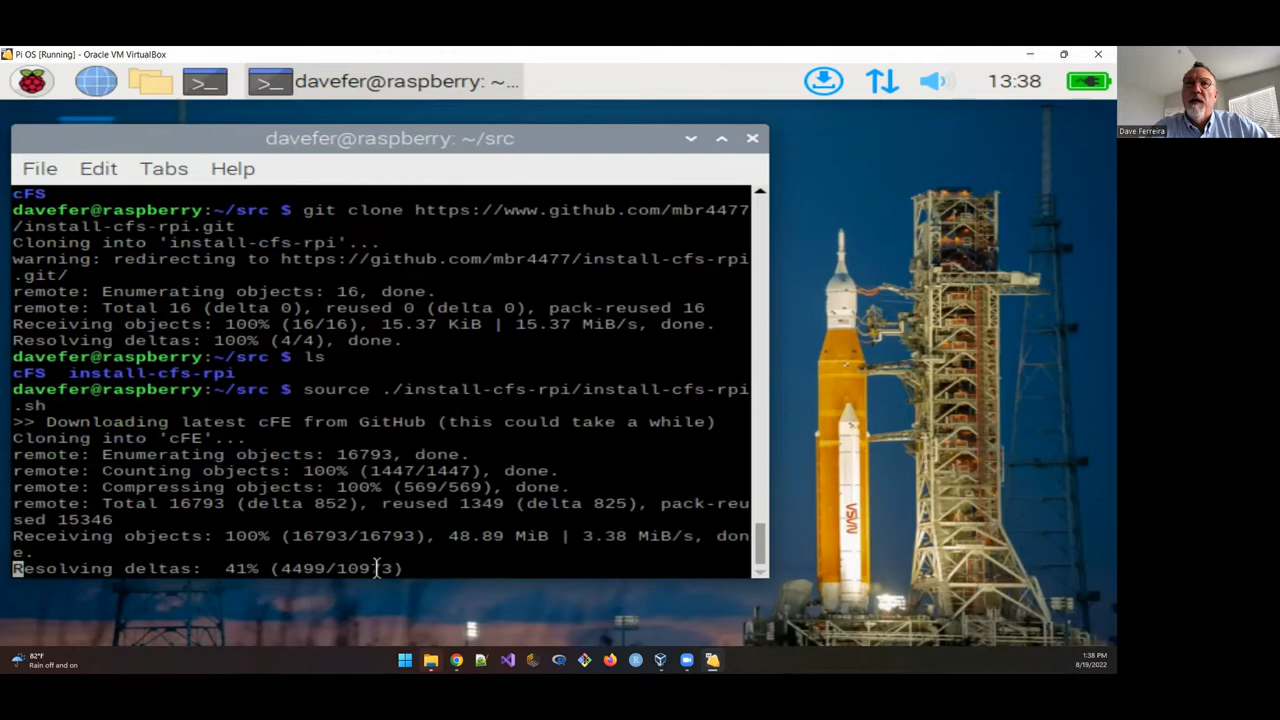 Pi OS [Running] - Oracle VM VirtualBox
davefer@raspberry: ~...
13:38
Dave Ferreira
davefer@raspberry: ~/src
File Edit Tabs Help
cFS
davefer@raspberry:~/src $ git clone https://www.github.com/mbr4477
/install-cfs-rpi.git
Cloning into 'install-cfs-rpi'...
warning: redirecting to https://github.com/mbr4477/install-cfs-rpi
.git/
remote: Enumerating objects: 16, done.
remote: Total 16 (delta 0), reused 0 (delta 0), pack-reused 16
Receiving objects: 100% (16/16), 15.37 KiB | 15.37 MiB/s, done.
Resolving deltas: 100% (4/4), done.
davefer@raspberry:~/src $ ls
cFS install-cfs-rpi
davefer@raspberry:~/src $ source ./install-cfs-rpi/install-cfs-rpi
.sh
>> Downloading latest cFE from GitHub (this could take a while)
Cloning into 'cFE'...
remote: Enumerating objects: 16793, done.
remote: Counting objects: 100% (1447/1447), done.
remote: Compressing objects: 100% (569/569), done.
remote: Total 16793 (delta 852), reused 1349 (delta 825), pack-reu
sed 15346
Receiving objects: 100% (16793/16793), 48.89 MiB | 3.38 MiB/s, don
e.
Resolving deltas: 41% (4499/10973)
NASA
82°F
Rain off and on
1:38 PM
8/19/2022